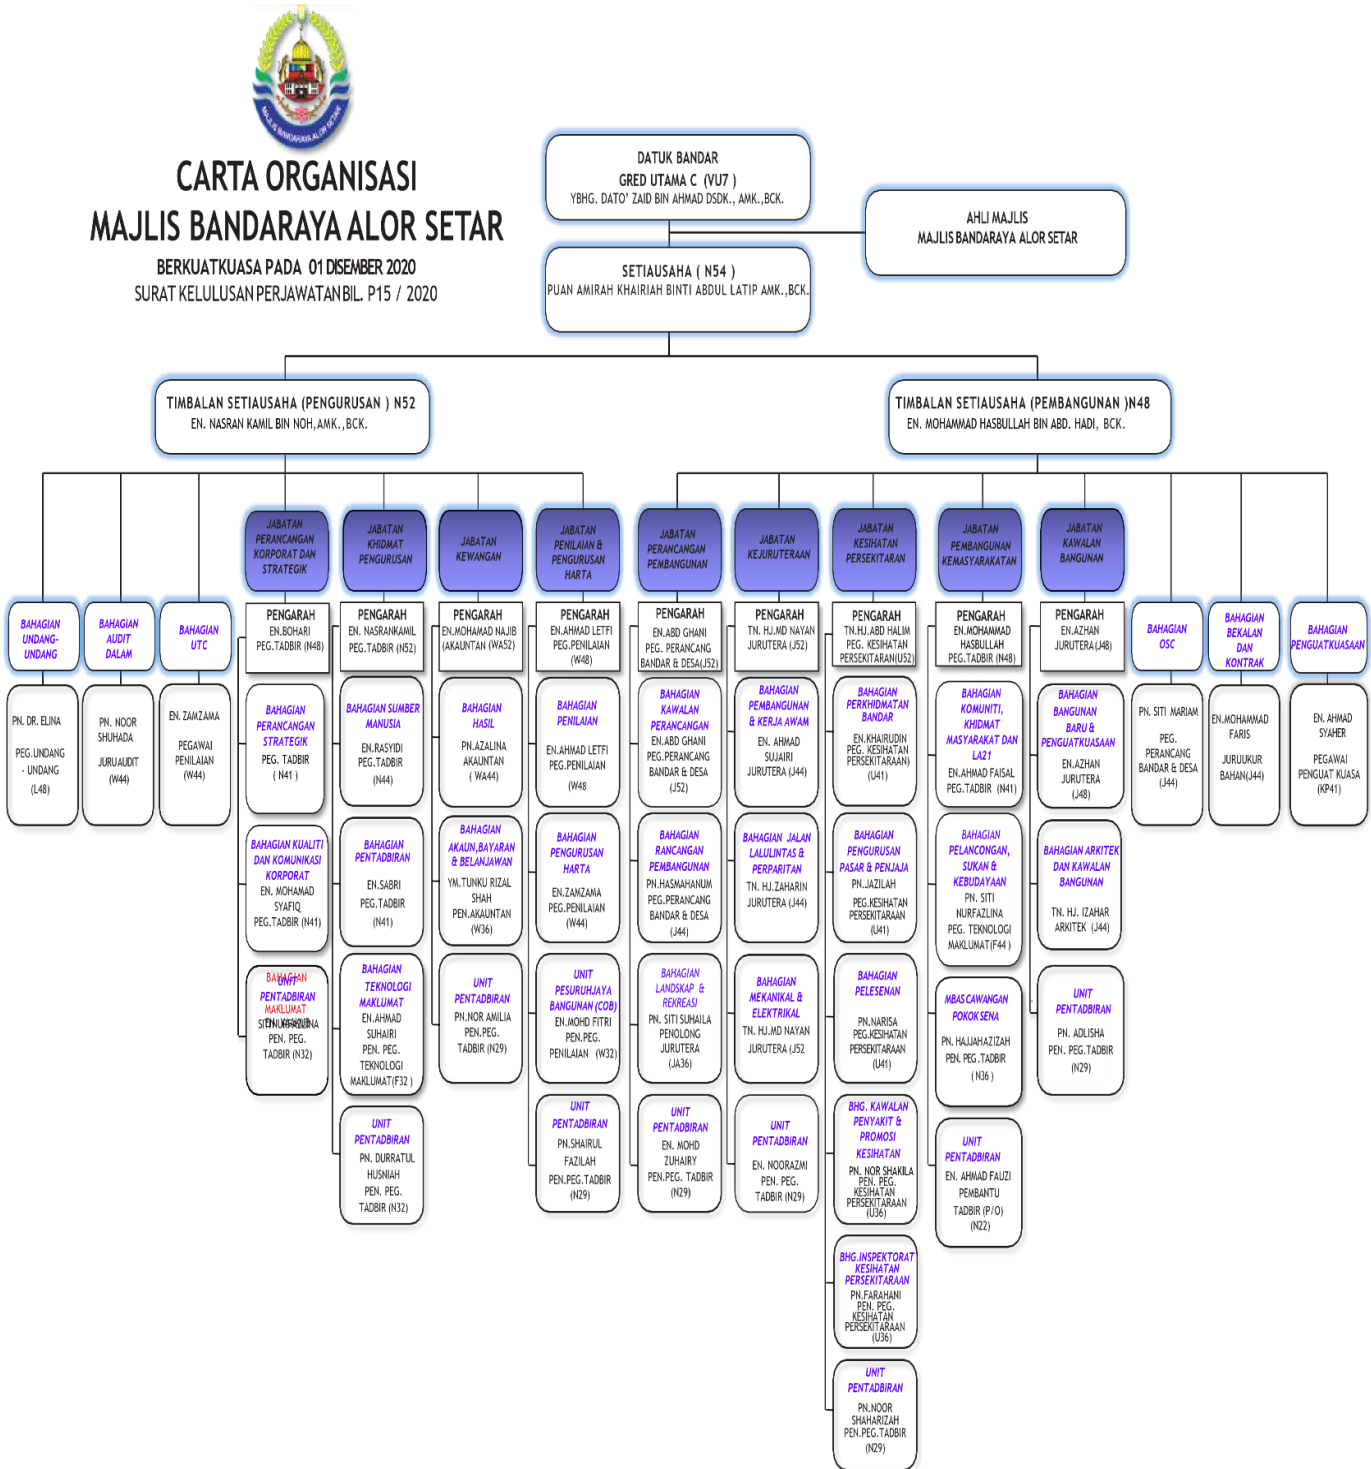 MAJLIS BANDARAYA ALOR SETAR
CARTA ORGANISASI
MAJLIS BANDARAYA ALOR SETAR
BERKUATKUASA PADA 01 DISEMBER 2020
SURAT KELULUSAN PERJAWATAN BIL. P15 / 2020
DATUK BANDAR
GRED UTAMA C (VU7 )
YBHG. DATO' ZAID BIN AHMAD DSDK., AMK.,BCK.
AHLI MAJLIS
MAJLIS BANDARAYA ALOR SETAR
SETIAUSAHA ( N54 )
PUAN AMIRAH KHAIRIAH BINTI ABDUL LATIP AMK.,BCK.
TIMBALAN SETIAUSAHA (PENGURUSAN ) N52
EN. NASRAN KAMIL BIN NOH,AMK.,BCK.
TIMBALAN SETIAUSAHA (PEMBANGUNAN )N48
EN. MOHAMMAD HASBULLAH BIN ABD. HADI, BCK.
BAHAGIAN
UNDANG-
UNDANG
PN. DR. ELINA
PEG.UNDANG
- UNDANG
(L48)
BAHAGIAN
AUDIT
DALAM
PN. NOOR
SHUHADA
JURUAUDIT
(W44)
BAHAGIAN
UTC
EN. ZAMZAMA
PEGAWAI
PENILAIAN
(W44)
JABATAN
PERANCANGAN
KORPORAT DAN
STRATEGIK
PENGARAH
EN.BOHARI
PEG.TADBIR (N48)
BAHAGIAN
PERANCANGAN
STRATEGIK
PEG. TADBIR
( N41 )
BAHAGIAN KUALITI
DAN KOMUNIKASI
KORPORAT
EN. MOHAMAD
SYAFIQ
PEG.TADBIR (N41)
BAHAGIAN
UNIT
PENTADBIRAN
MAKLUMAT
PEN. PEG.
TADBIR (N32)
JABATAN
KHIDMAT
PENGURUSAN
PENGARAH
EN. NASRANKAMIL
PEG.TADBIR (N52)
BAHAGIAN SUMBER
MANUSIA
EN.RASYIDI
PEG.TADBIR
(N44)
BAHAGIAN
PENTADBIRAN
EN.SABRI
PEG.TADBIR
(N41)
BAHAGIAN
TEKNOLOGI
MAKLUMAT
EN.AHMAD
SUHAIRI
PEN. PEG.
TEKNOLOGI
MAKLUMAT(F32 )
UNIT
PENTADBIRAN
PN. DURRATUL
HUSNIAH
PEN. PEG.
TADBIR (N32)
JABATAN
KEWANGAN
PENGARAH
EN.MOHAMAD NAJIB
(AKAUNTAN (WA52)
BAHAGIAN
HASIL
PN.AZALINA
AKAUNTAN
( WA44)
BAHAGIAN
AKAUN,BAYARAN
& BELANJAWAN
YM.TUNKU RIZAL
SHAH
PEN.AKAUNTAN
(W36)
UNIT
PENTADBIRAN
PN.NOR AMILIA
PEN.PEG.
TADBIR (N29)
JABATAN
PENILAIAN &
PENGURUSAN
HARTA
PENGARAH
EN.AHMAD LETFI
PEG.PENILAIAN
(W48)
BAHAGIAN
PENILAIAN
EN.AHMAD LETFI
PEG.PENILAIAN
(W48
BAHAGIAN
PENGURUSAN
HARTA
EN.ZAMZAMA
PEG.PENILAIAN
(W44)
UNIT
PESURUHJAYA
BANGUNAN (COB)
EN.MOHD FITRI
PEN.PEG.
PENILAIAN (W32)
UNIT
PENTADBIRAN
PN.SHAIRUL
FAZILAH
PEN.PEG.TADBIR
(N29)
JABATAN
PERANCANGAN
PEMBANGUNAN
PENGARAH
EN.ABD GHANI
PEG. PERANCANG
BANDAR & DESA(J52)
BAHAGIAN
KAWALAN
PERANCANGAN
EN.ABD GHANI
PEG.PERANCANG
BANDAR & DESA
(J52)
BAHAGIAN
RANCANGAN
PEMBANGUNAN
PN.HASMAHANUM
PEG.PERANCANG
BANDAR & DESA
(J44)
BAHAGIAN
LANDSKAP &
REKREASI
PN. SITI SUHAILA
PENOLONG
JURUTERA
(JA36)
UNIT
PENTADBIRAN
EN. MOHD
ZUHAIRY
PEN.PEG. TADBIR
(N29)
JABATAN
KEJURUTERAAN
PENGARAH
TN. HJ.MD NAYAN
JURUTERA (J52)
BAHAGIAN
PEMBANGUNAN
& KERJA AWAM
EN. AHMAD
SUJAIRI
JURUTERA (J44)
BAHAGIAN JALAN
LALULINTAS &
PERPARITAN
TN. HJ.ZAHARIN
JURUTERA (J44)
BAHAGIAN
MEKANIKAL &
ELEKTRIKAL
TN. HJ.MD NAYAN
JURUTERA (J52
UNIT
PENTADBIRAN
EN. NOORAZMI
PEN. PEG.
TADBIR (N29)
JABATAN
KESIHATAN
PERSEKITARAN
PENGARAH
TN.HJ.ABD HALIM
PEG. KESIHATAN
PERSEKITARAN(U52)
BAHAGIAN
PERKHIDMATAN
BANDAR
EN.KHAIRUDIN
PEG. KESIHATAN
PERSEKITARAAN)
(U41)
BAHAGIAN
PENGURUSAN
PASAR & PENJAJA
PN.JAZILAH
PEG.KESIHATAN
PERSEKITARAAN
(U41)
BAHAGIAN
PELESENAN
PN.NARISA
PEG.KESIHATAN
PERSEKITARAAN
(U41)
BHG. KAWALAN
PENYAKIT &
PROMOSI
KESIHATAN
PN. NOR SHAKILA
PEN. PEG.
KESIHATAN
PERSEKITARAAN
(U36)
BHG.INSPEKTORAT
KESIHATAN
PERSEKITARAAN
PN.FARAHANI
PEN. PEG.
KESIHATAN
PERSEKITARAAN
(U36)
UNIT
PENTADBIRAN
PN.NOOR
SHAHARIZAH
PEN.PEG.TADBIR
(N29)
JABATAN
PEMBANGUNAN
KEMASYARAKATAN
PENGARAH
EN.MOHAMMAD
HASBULLAH
PEG.TADBIR (N48)
BAHAGIAN
KOMUNITI,
KHIDMAT
MASYARAKAT DAN
LA21
EN.AHMAD FAISAL
PEG.TADBIR (N41)
BAHAGIAN
PELANCONGAN,
SUKAN &
KEBUDAYAAN
PN. SITI
NURFAZLINA
PEG. TEKNOLOGI
MAKLUMAT(F44 )
MBAS CAWANGAN
POKOK SENA
PN. HAJJAHAZIZAH
PEN. PEG.TADBIR
( N36 )
UNIT
PENTADBIRAN
EN. AHMAD FAUZI
PEMBANTU
TADBIR (P/O)
(N22)
JABATAN
KAWALAN
BANGUNAN
PENGARAH
EN.AZHAN
JURUTERA(J48)
BAHAGIAN
BANGUNAN
BARU &
PENGUATKUASAAN
EN.AZHAN
JURUTERA
(J48)
BAHAGIAN ARKITEK
DAN KAWALAN
BANGUNAN
TN. HJ. IZAHAR
ARKITEK (J44)
UNIT
PENTADBIRAN
PN. ADLISHA
PEN. PEG.TADBIR
(N29)
BAHAGIAN
OSC
PN. SITI MARIAM
PEG.
PERANCANG
BANDAR & DESA
(J44)
BAHAGIAN
BEKALAN
DAN
KONTRAK
EN.MOHAMMAD
FARIS
JURUUKUR
BAHAN(J44)
BAHAGIAN
PENGUATKUASAAN
EN. AHMAD
SYAHER
PEGAWAI
PENGUAT KUASA
(KP41)